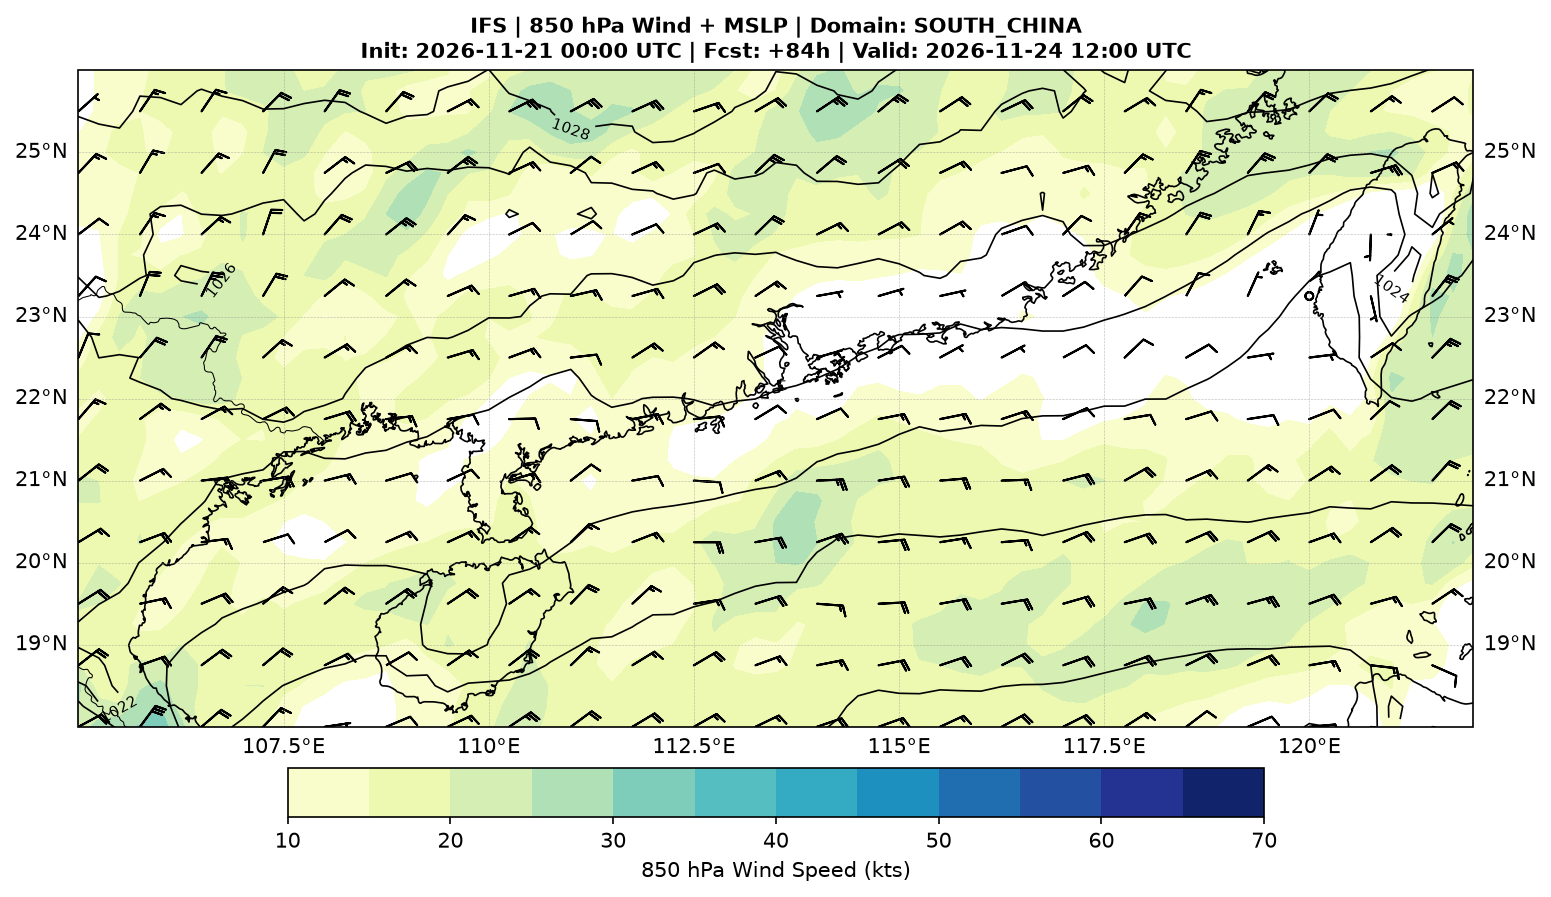 IFS | 850 hPa Wind + MSLP | Domain: SOUTH_CHINA
Init: 2026-11-21 00:00 UTC | Fcst: +84h | Valid: 2026-11-24 12:00 UTC
1028
25°N 25°N
24°N 24°N
1026
1024
23°N 23°N
22°N 22°N
21°N 21°N
20°N 20°N
19°N 19°N
1022
107.5°E 110°E 112.5°E 115°E 117.5°E 120°E
10 20 30 40 50 60 70
850 hPa Wind Speed (kts)